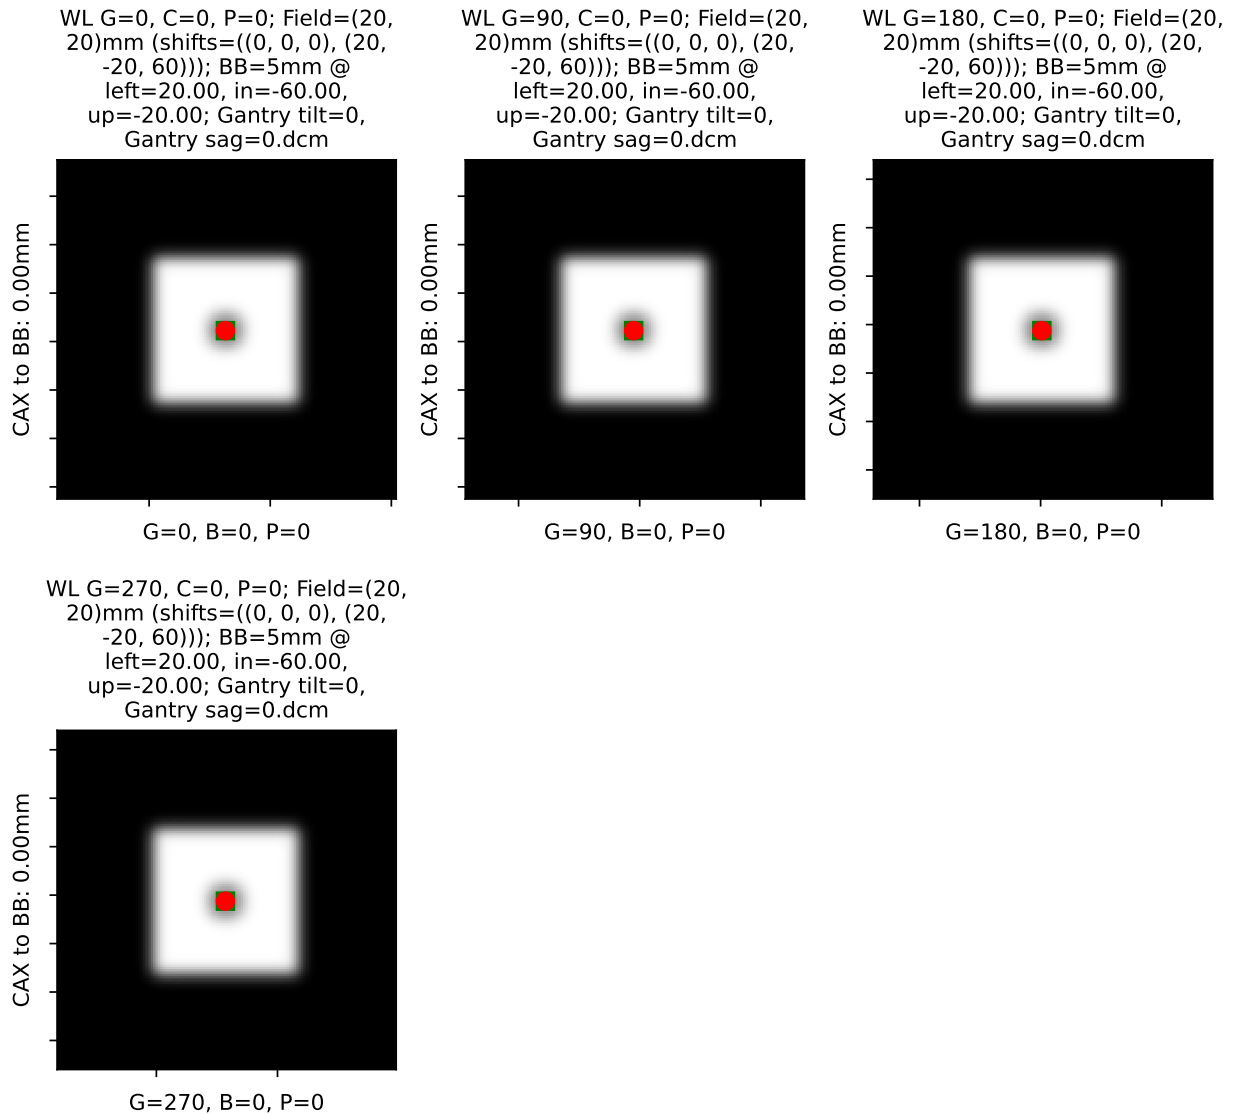 WL G=0, C=0, P=0; Field=(20,
20)mm (shifts=((0, 0, 0), (20,
-20, 60))); BB=5mm @
left=20.00, in=-60.00,
up=-20.00; Gantry tilt=0,
Gantry sag=0.dcm
CAX to BB: 0.00mm
G=0, B=0, P=0
WL G=90, C=0, P=0; Field=(20,
20)mm (shifts=((0, 0, 0), (20,
-20, 60))); BB=5mm @
left=20.00, in=-60.00,
up=-20.00; Gantry tilt=0,
Gantry sag=0.dcm
CAX to BB: 0.00mm
G=90, B=0, P=0
WL G=180, C=0, P=0; Field=(20,
20)mm (shifts=((0, 0, 0), (20,
-20, 60))); BB=5mm @
left=20.00, in=-60.00,
up=-20.00; Gantry tilt=0,
Gantry sag=0.dcm
CAX to BB: 0.00mm
G=180, B=0, P=0
WL G=270, C=0, P=0; Field=(20,
20)mm (shifts=((0, 0, 0), (20,
-20, 60))); BB=5mm @
left=20.00, in=-60.00,
up=-20.00; Gantry tilt=0,
Gantry sag=0.dcm
CAX to BB: 0.00mm
G=270, B=0, P=0